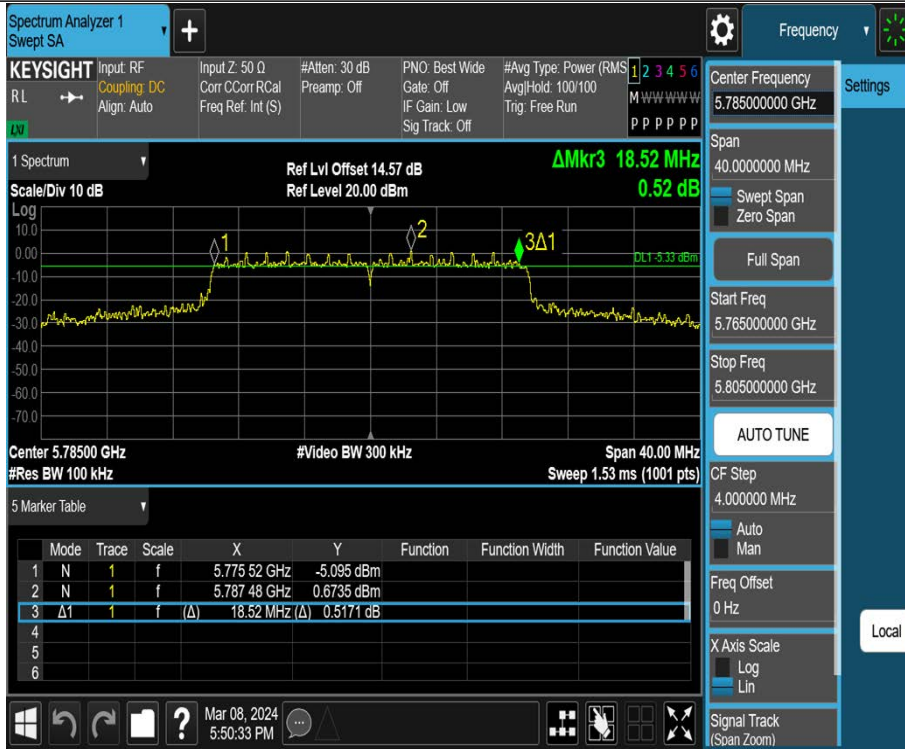 Spectrum Analyzer 1
Swept SA
+
Frequency
KEYSIGHT
RL
LXI
Input: RF
Coupling: DC
Align: Auto
Input Z: 50 Ω
Corr CCorr RCal
Freq Ref: Int (S)
#Atten: 30 dB
Preamp: Off
PNO: Best Wide
Gate: Off
IF Gain: Low
Sig Track: Off
#Avg Type: Power (RMS
Avg|Hold: 100/100
Trig: Free Run
1 2 3 4 5 6
M W W W W W
P P P P P P
1 Spectrum
Scale/Div 10 dB
Ref Lvl Offset 14.57 dB
Ref Level 20.00 dBm
ΔMkr3 18.52 MHz
0.52 dB
Log
10.0
0.00
-10.0
-20.0
-30.0
-40.0
-50.0
-60.0
-70.0
1
2
3Δ1
DL1 -5.33 dBm
Center 5.78500 GHz
#Res BW 100 kHz
#Video BW 300 kHz
Span 40.00 MHz
Sweep 1.53 ms (1001 pts)
5 Marker Table
Mode Trace Scale X Y Function Function Width Function Value
1 N 1 f 5.775 52 GHz -5.095 dBm
2 N 1 f 5.787 48 GHz 0.6735 dBm
3 Δ1 1 f (Δ) 18.52 MHz (Δ) 0.5171 dB
4
5
6
?
Mar 08, 2024
5:50:33 PM
Center Frequency
5.785000000 GHz
Span
40.0000000 MHz
Swept Span
Zero Span
Full Span
Start Freq
5.765000000 GHz
Stop Freq
5.805000000 GHz
AUTO TUNE
CF Step
4.000000 MHz
Auto
Man
Freq Offset
0 Hz
X Axis Scale
Log
Lin
Signal Track
(Span Zoom)
Settings
Local